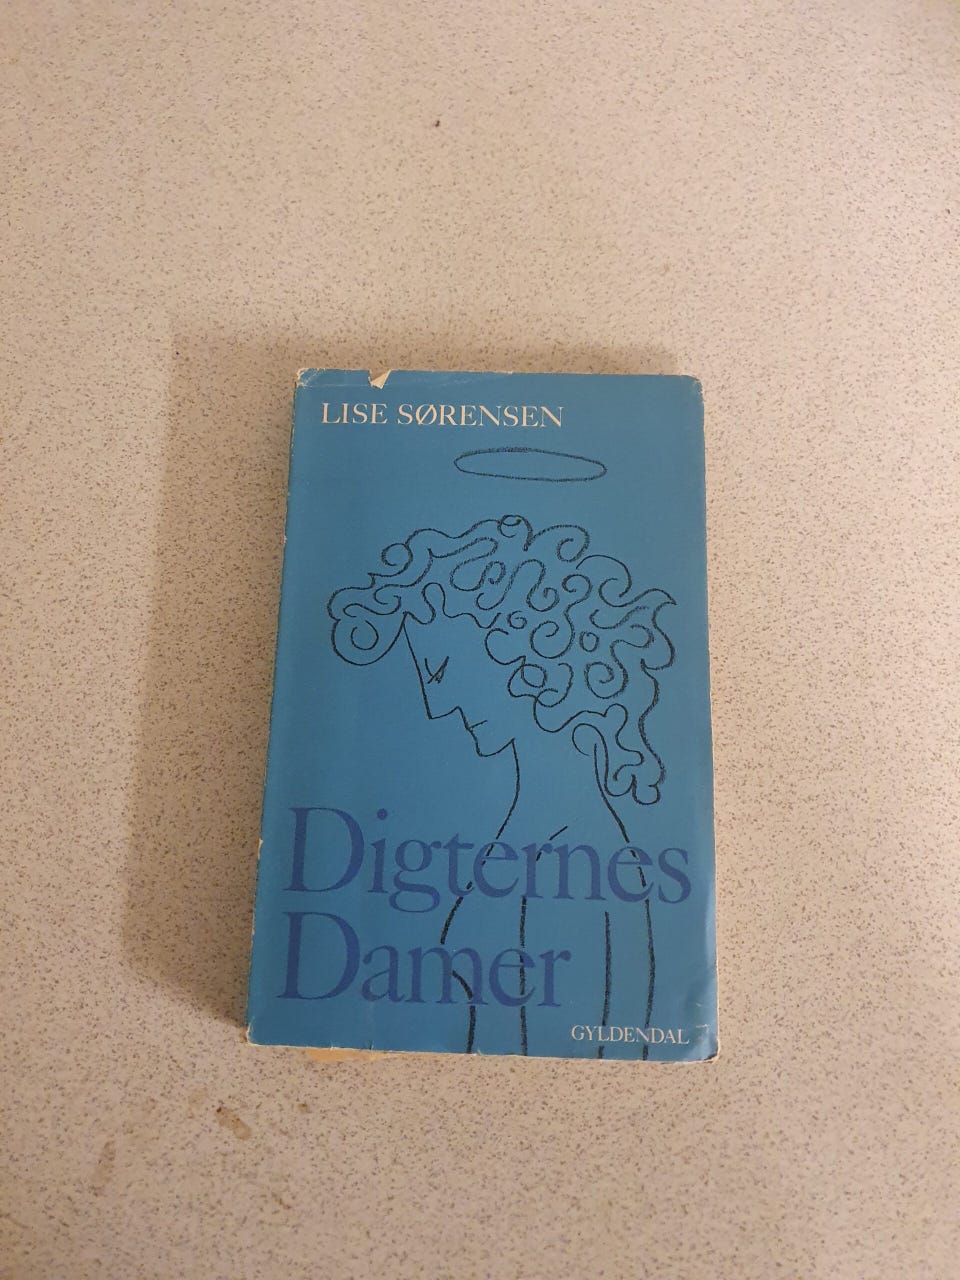 LISE SØRENSEN
Digternes
Damer
GYLDENDAL